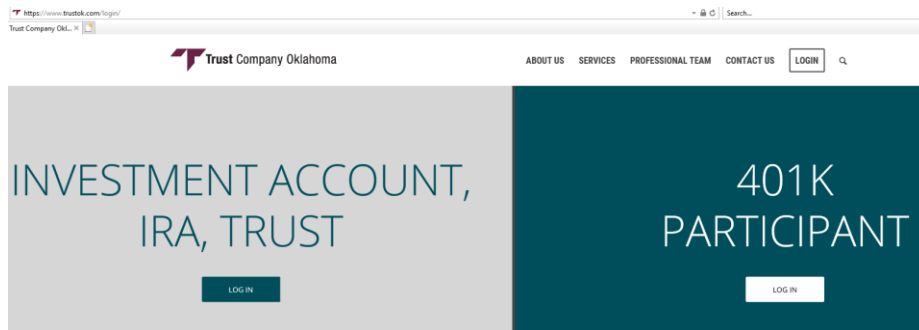 https://www.trustok.com/login/
Search...
Trust Company Okl...
Trust Company Oklahoma
ABOUT US SERVICES PROFESSIONAL TEAM CONTACT US LOGIN
INVESTMENT ACCOUNT,
IRA, TRUST
LOG IN
401K
PARTICIPANT
LOG IN